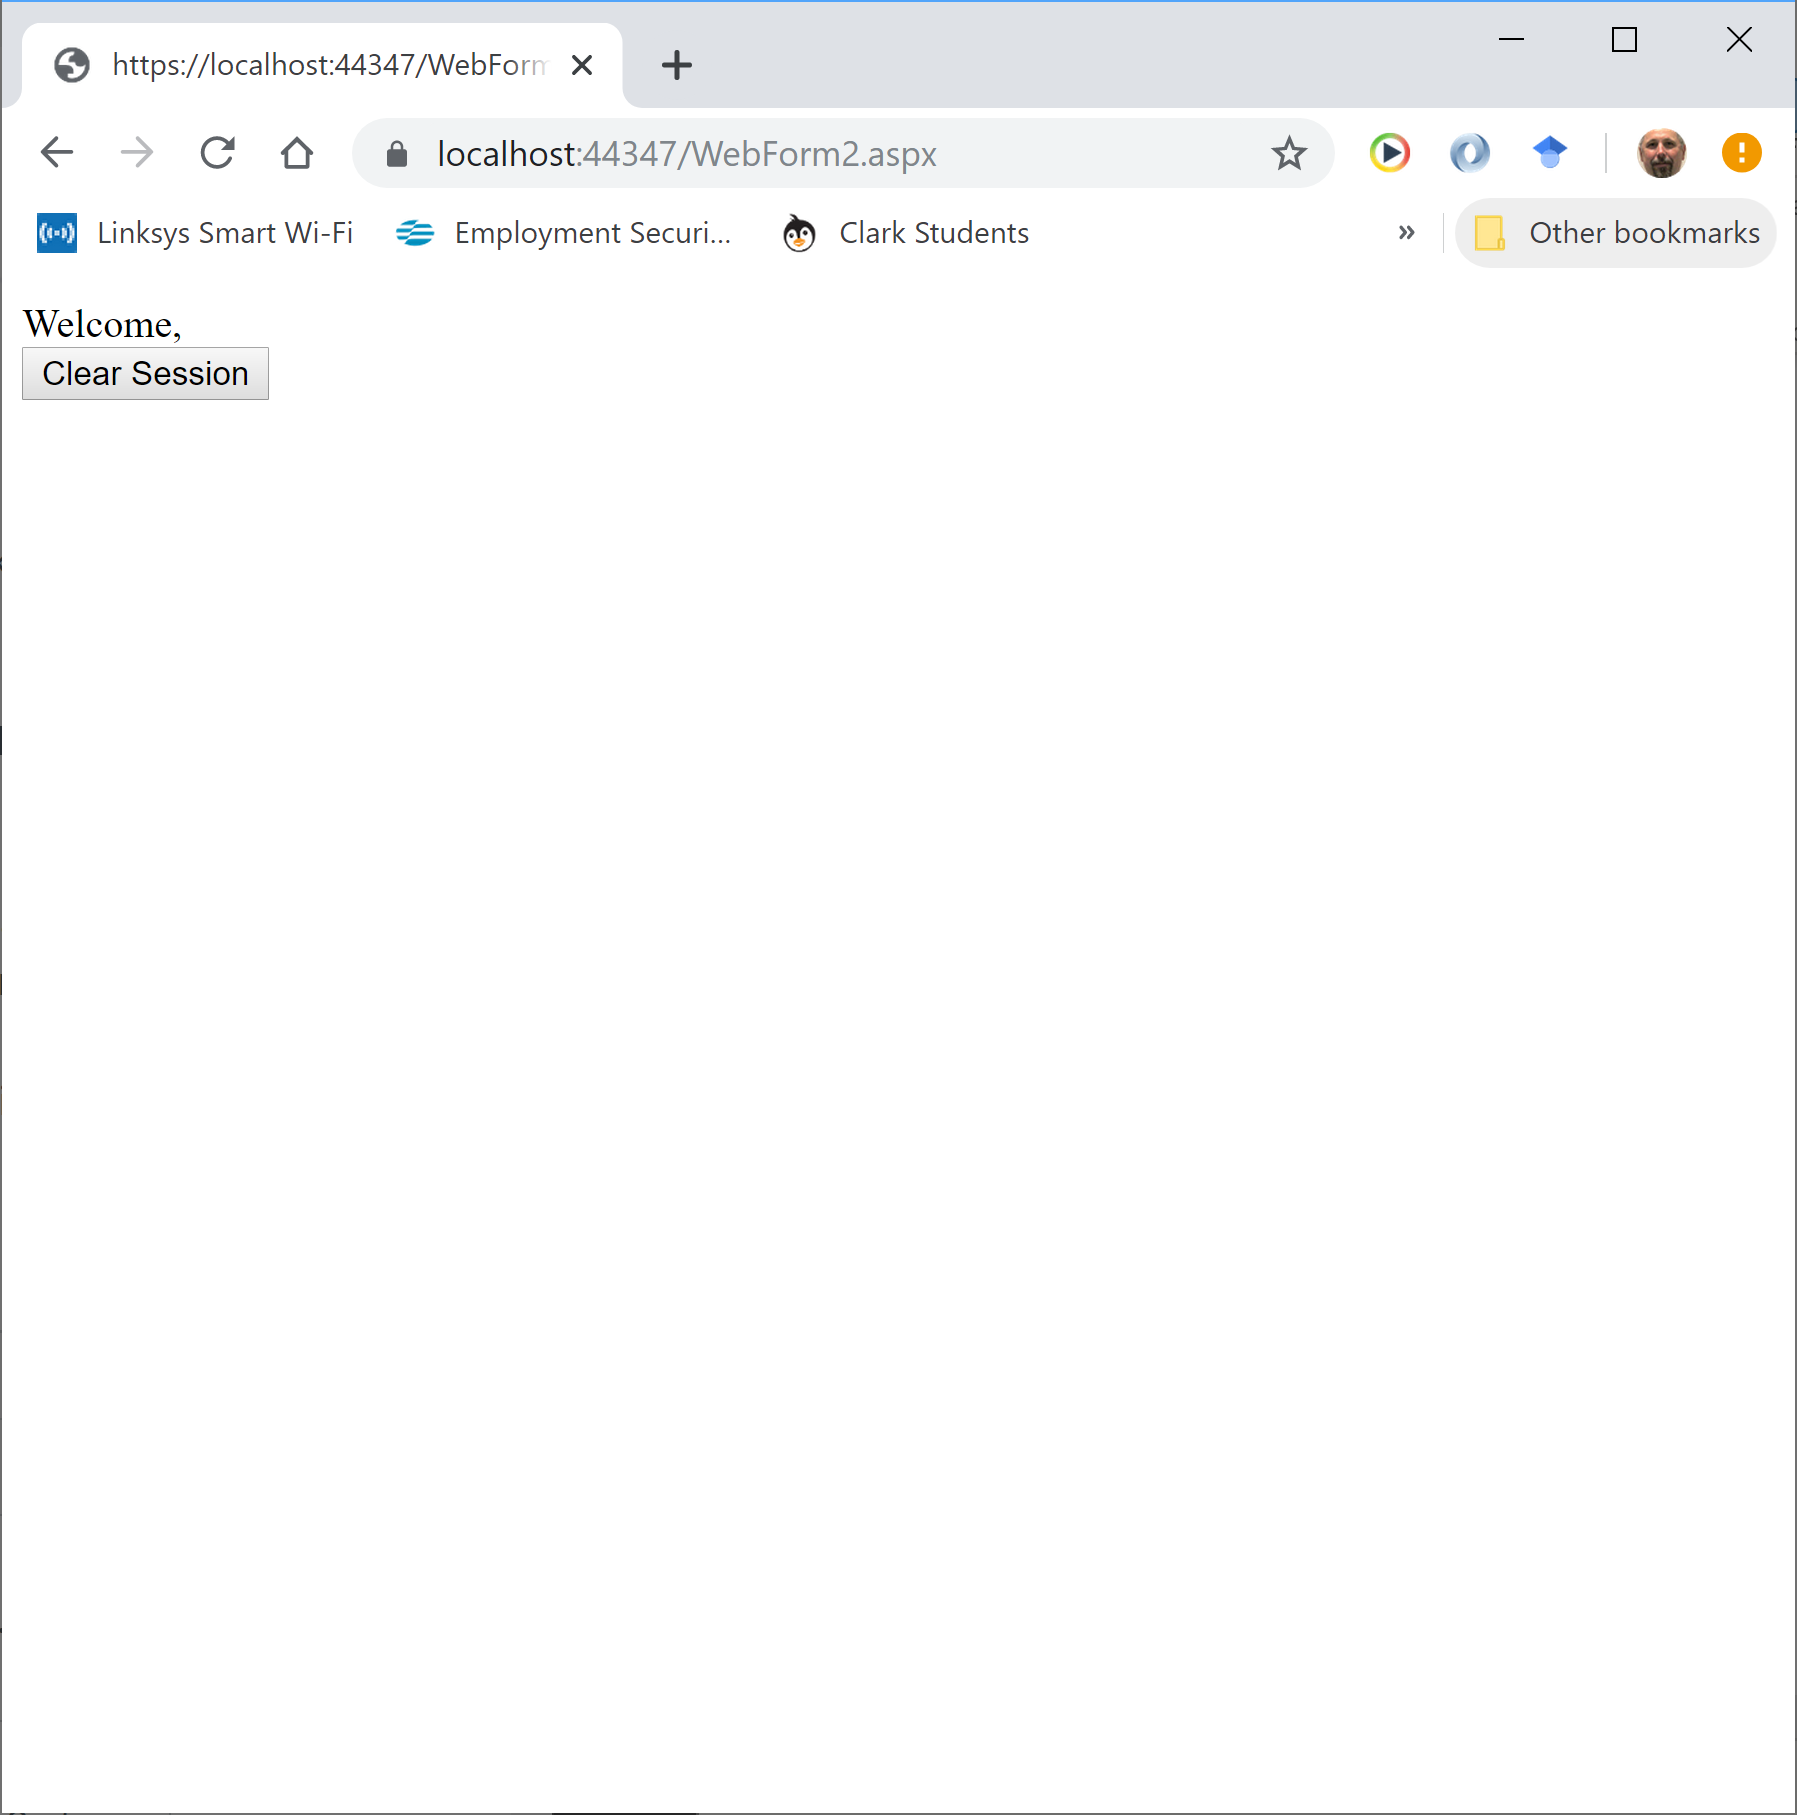 https://localhost:44347/WebForm
localhost:44347/WebForm2.aspx
Linksys Smart Wi-Fi Employment Securi... Clark Students » Other bookmarks
Welcome,
Clear Session